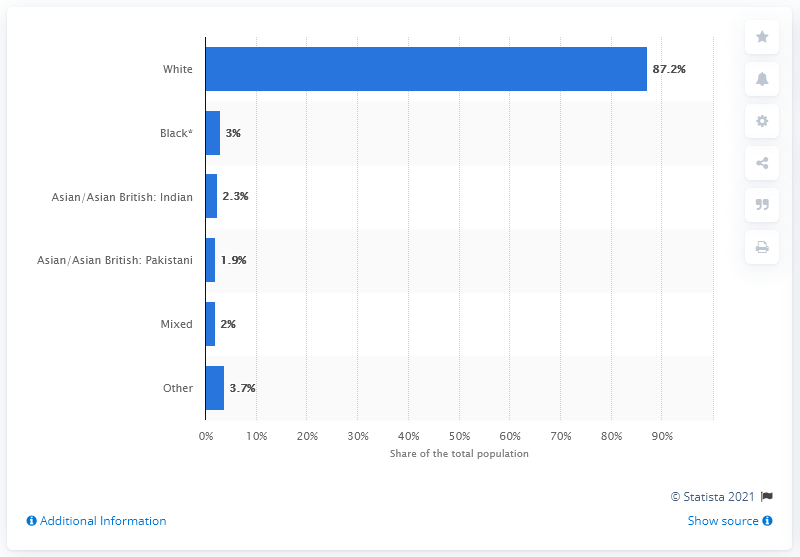 White 87.2%
Black* 3%
Asian/Asian British: Indian 2.3%
Asian/Asian British: Pakistani 1.9%
Mixed 2%
Other 3.7%
0% 10% 20% 30% 40% 50% 60% 70% 80% 90%
Share of the total population
© Statista 2021
Additional Information
Show source